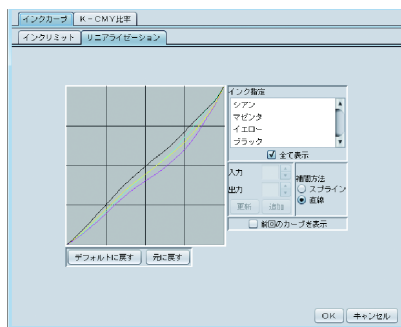 インクカーブ K-CMY比率
インクリミット リニアライゼーション
インク指定
シアン
マゼンタ
イエロー
ブラック
全て表示
入力
出力
更新 追加
補間方法
スプライン
直線
前回のカーブを表示
デフォルトに戻す 元に戻す
OK キャンセル